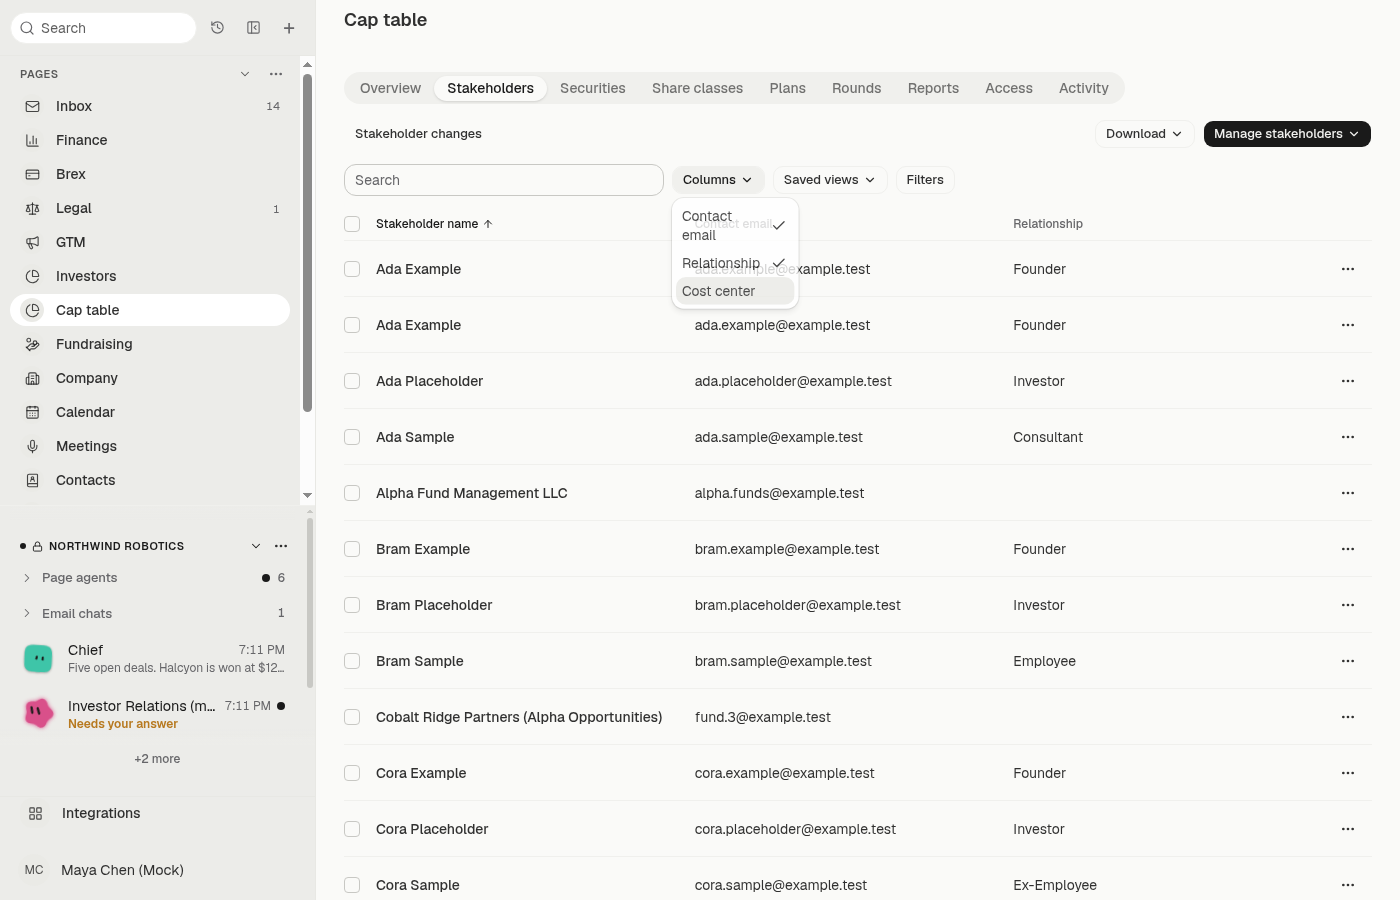 Search
PAGES
Inbox 14
Finance
Brex
Legal 1
GTM
Investors
Cap table
Fundraising
Company
Calendar
Meetings
Contacts
NORTHWIND ROBOTICS
Page agents 6
Email chats 1
Chief 7:11 PM
Five open deals. Halcyon is won at $12...
Investor Relations (m... 7:11 PM
Needs your answer
+2 more
Integrations
MC Maya Chen (Mock)
Cap table
Overview Stakeholders Securities Share classes Plans Rounds Reports Access Activity
Stakeholder changes Download Manage stakeholders
Search Columns Saved views Filters
Contact
email
Relationship
Cost center
Stakeholder name Contact email Relationship
Ada Example ada.example@example.test Founder
Ada Example ada.example@example.test Founder
Ada Placeholder ada.placeholder@example.test Investor
Ada Sample ada.sample@example.test Consultant
Alpha Fund Management LLC alpha.funds@example.test
Bram Example bram.example@example.test Founder
Bram Placeholder bram.placeholder@example.test Investor
Bram Sample bram.sample@example.test Employee
Cobalt Ridge Partners (Alpha Opportunities) fund.3@example.test
Cora Example cora.example@example.test Founder
Cora Placeholder cora.placeholder@example.test Investor
Cora Sample cora.sample@example.test Ex-Employee